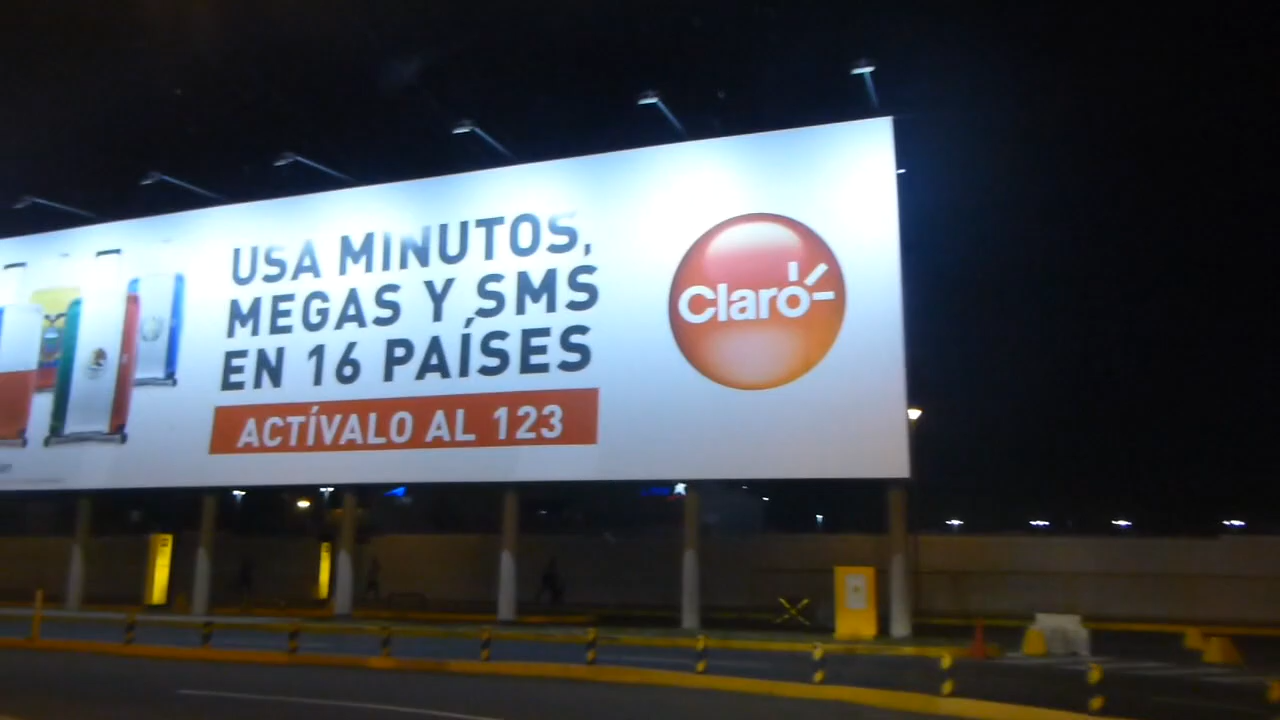 USA MINUTOS,
MEGAS Y SMS
EN 16 PAÍSES
ACTÍVALO AL 123
Claro